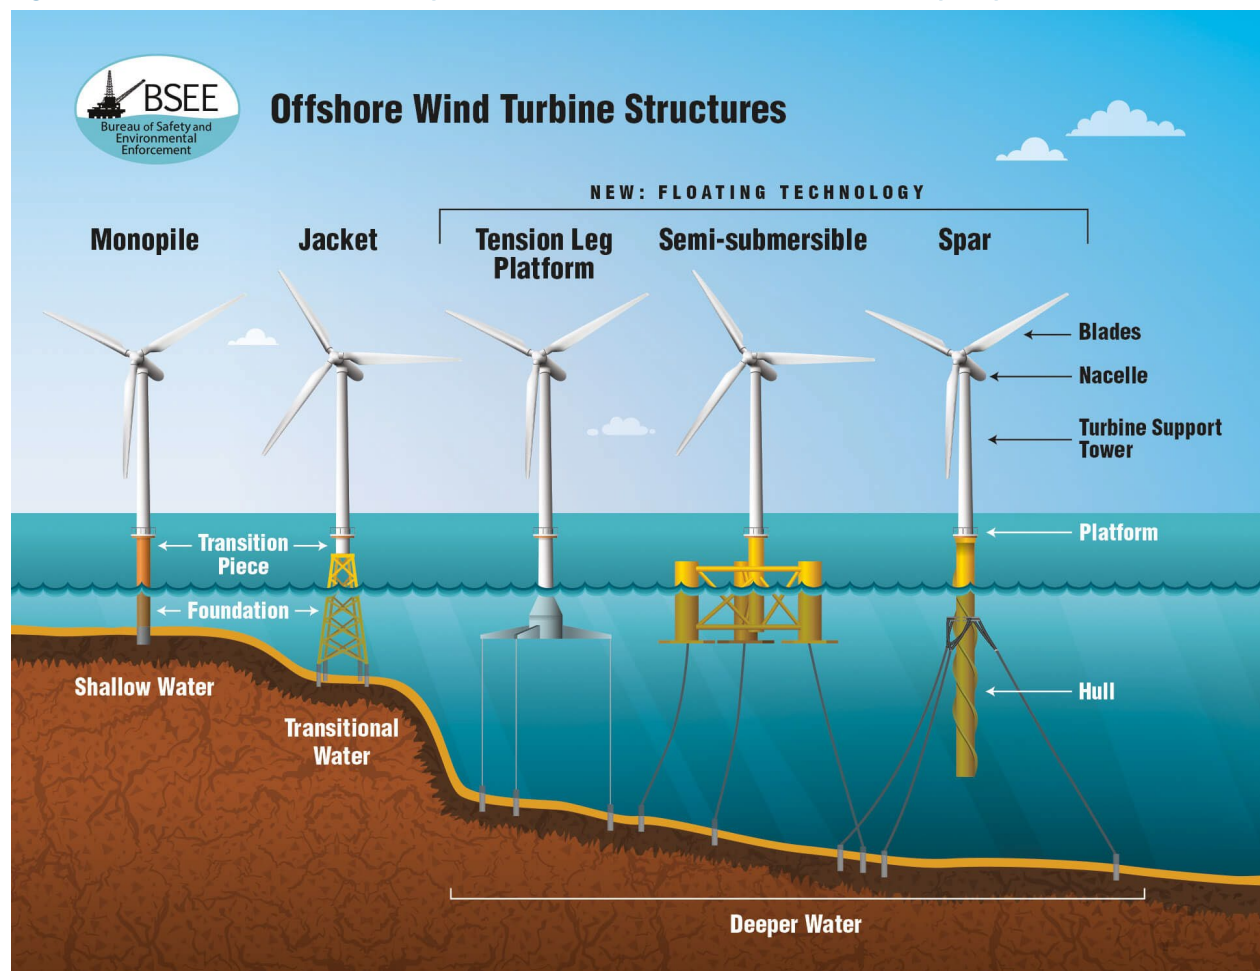 BSEE
Bureau of Safety and
Environmental
Enforcement
Offshore Wind Turbine Structures
NEW: FLOATING TECHNOLOGY
Monopile
Jacket
Tension Leg
Platform
Semi-submersible
Spar
Blades
Nacelle
Turbine Support
Tower
Platform
Transition
Piece
Foundation
Hull
Shallow Water
Transitional
Water
Deeper Water